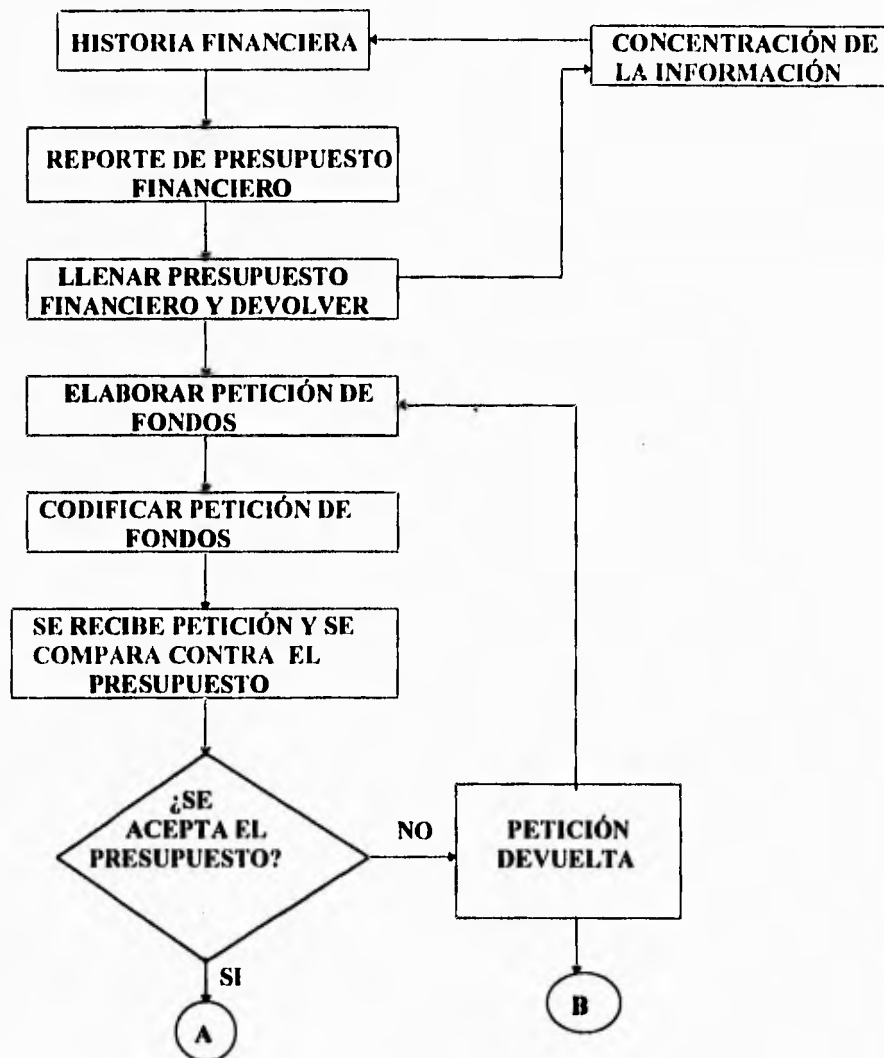 HISTORIA FINANCIERA
CONCENTRACIÓN DE
LA INFORMACIÓN
REPORTE DE PRESUPUESTO
FINANCIERO
LLENAR PRESUPUESTO
FINANCIERO Y DEVOLVER
ELABORAR PETICIÓN DE
FONDOS
CODIFICAR PETICIÓN DE
FONDOS
SE RECIBE PETICIÓN Y SE
COMPARA CONTRA EL
PRESUPUESTO
¿SE
ACEPTA EL
PRESUPUESTO?
NO
PETICIÓN
DEVUELTA
SI
A
B